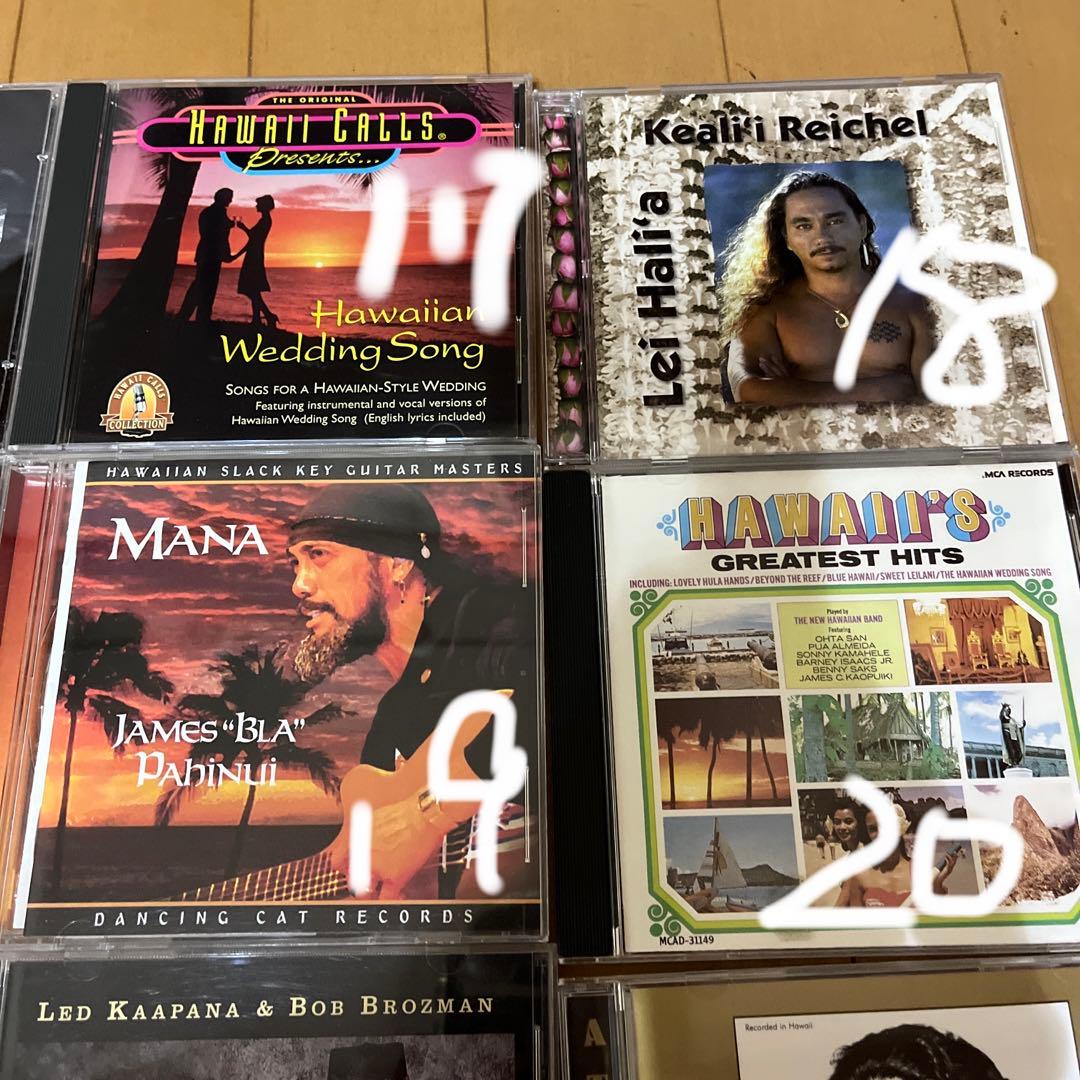 THE ORIGINAL
HAWAII CALLS®
Presents...
17
Hawaiian
Wedding Song
SONGS FOR A HAWAIIAN-STYLE WEDDING
Featuring instrumental and vocal versions of
Hawaiian Wedding Song (English lyrics included)
HAWAII CALLS
COLLECTION
Keali‘i Reichel
Lei Hali‘a
18
HAWAIIAN SLACK KEY GUITAR MASTERS
MANA
JAMES "BLA"
PAHINUI
19
DANCING CAT RECORDS
MCA RECORDS
HAWAII'S
GREATEST HITS
INCLUDING: LOVELY HULA HANDS/BEYOND THE REEF/BLUE HAWAII/SWEET LEILANI/THE HAWAIIAN WEDDING SONG
Played by
THE NEW HAWAIIAN BAND
Featuring
OHTA SAN
PUA ALMEIDA
SONNY KAMAHELE
BARNEY ISAACS JR.
BENNY SAKS
JAMES C. KAOPUIKI
20
MCAD-31149
LED KAAPANA & BOB BROZMAN
Recorded in Hawaii